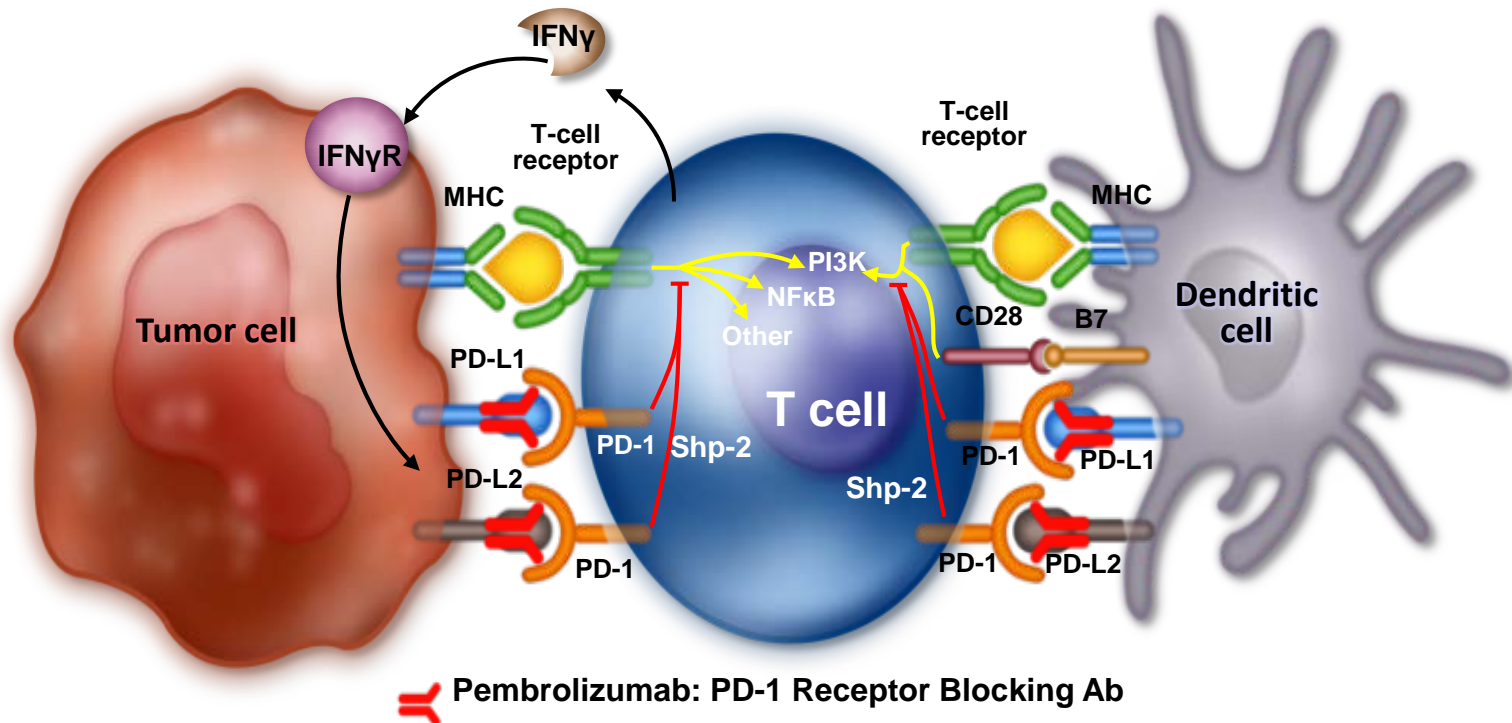 IFNγ
IFNγR
T-cell
receptor
MHC
T-cell
receptor
MHC
PI3K
NFκB
Other
Tumor cell
CD28
B7
Dendritic
cell
PD-L1
T cell
PD-1
Shp-2
PD-1
PD-L1
PD-L2
Shp-2
PD-1
PD-1
PD-L2
Pembrolizumab: PD-1 Receptor Blocking Ab